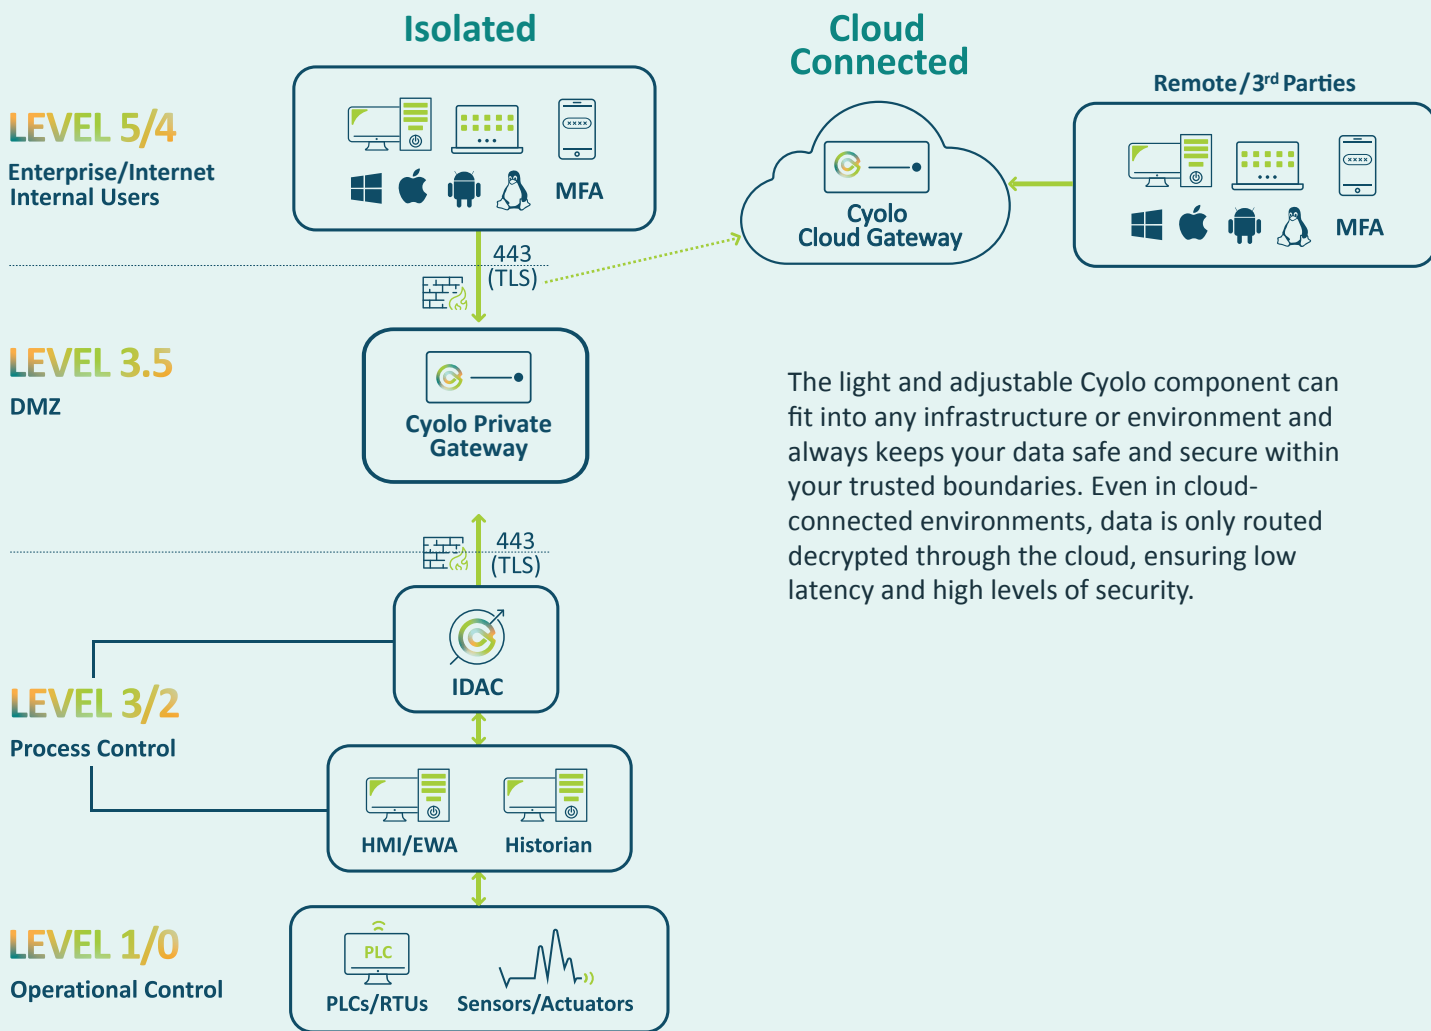 Isolated
Cloud
Connected
Remote/3rd Parties
LEVEL 5/4
Enterprise/Internet
Internal Users
xxxx
MFA
Cyolo
Cloud Gateway
xxxx
MFA
443
(TLS)
LEVEL 3.5
DMZ
Cyolo Private
Gateway
The light and adjustable Cyolo component can
fit into any infrastructure or environment and
always keeps your data safe and secure within
your trusted boundaries. Even in cloud-
connected environments, data is only routed
decrypted through the cloud, ensuring low
latency and high levels of security.
443
(TLS)
IDAC
LEVEL 3/2
Process Control
HMI/EWA
Historian
LEVEL 1/0
Operational Control
PLC
PLCs/RTUs
Sensors/Actuators